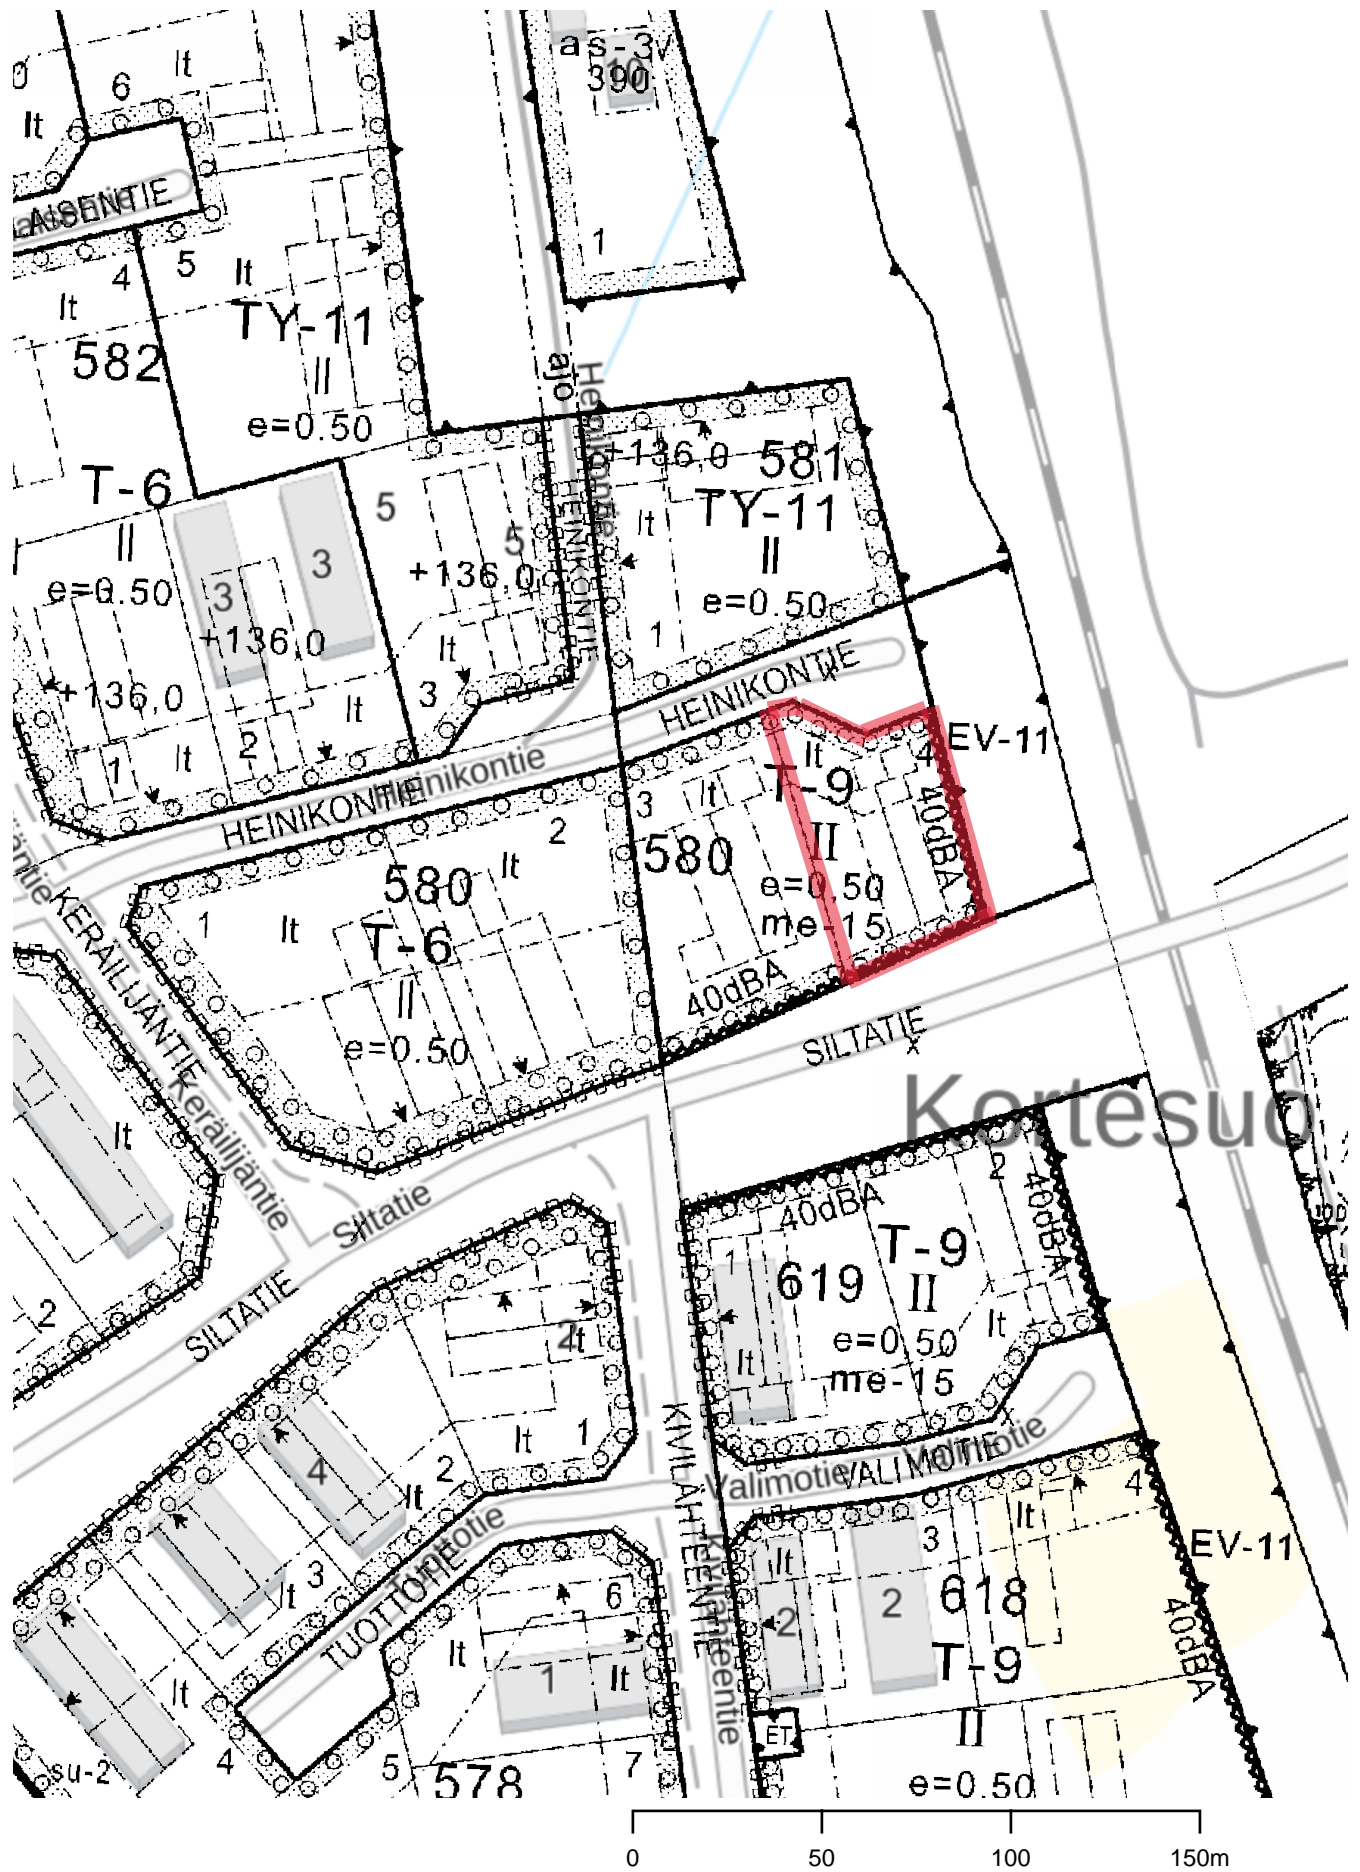 as-3v
390
10
lt
6
lt
AISENTIE
1
4
5
lt
lt
TY-11
582
II
e=0.50
ajo
Heinikontie
+136,0
581
T-6
TY-11
5
lt
HEINIKONTIE
II
II
3
5
+136,0
e=0.50
3
e=0.50
+136,0
1
lt
+136,0
3
HEINIKONTIE
lt
EV-11
lt
2
lt
4
1
Heinikontie
T-9
HEINIKONTIE
lt
3
2
40dBA
580
II
580
lt
e=0,50
KERÄILIJÄNTIE
1
lt
me-15
T-6
40dBA
II
SILTATIE
x
e=0.50
Keräilijäntie
Kortesuo
lt
2
40dBA
40dBA
Siltatie
T-9
1
619
II
SILTATIE
2
2
lt
lt
e=0.50
lt
me-15
KIVILAHTEENTIE
lt
1
Valimotie
VALIMOTIE
Valimotie
4
2
lt
4
lt
3
EV-11
Tuottotie
lt
3
lt
TUOTTOTIE
6
2
618
2
40dBA
lt
T-9
lt
1
lt
Kivilahteentie
ET
II
su-2
4
5
578
7
e=0.50
0
50
100
150m